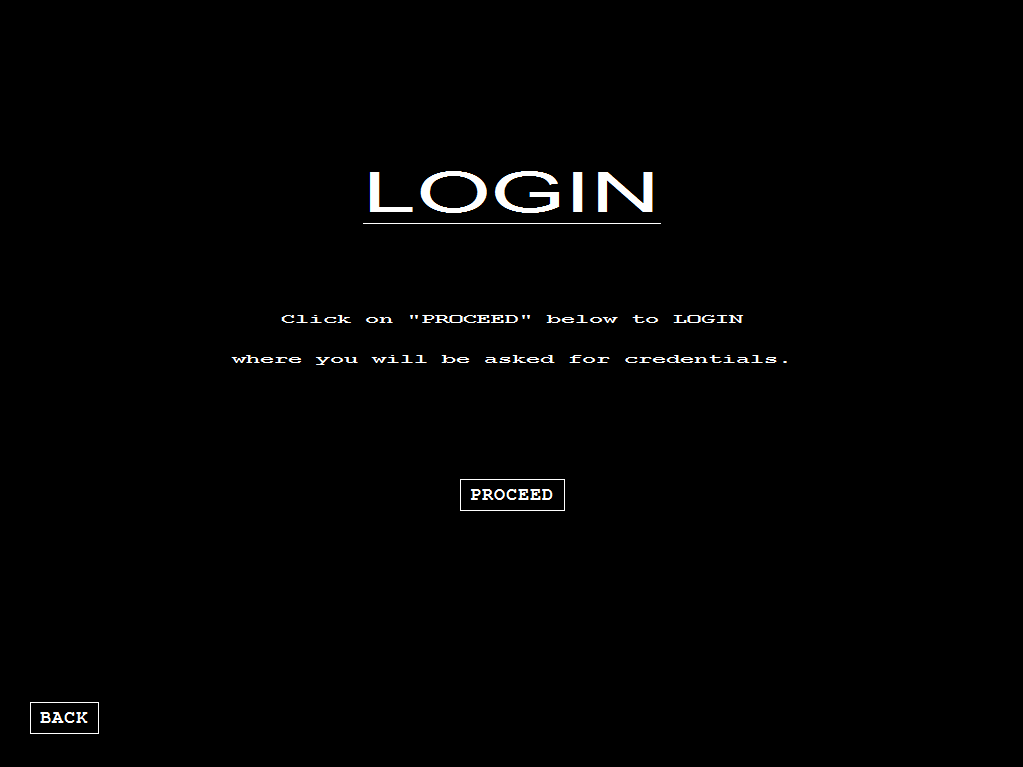 LOGIN
Click on "PROCEED" below to LOGIN
where you will be asked for credentials.
PROCEED
BACK